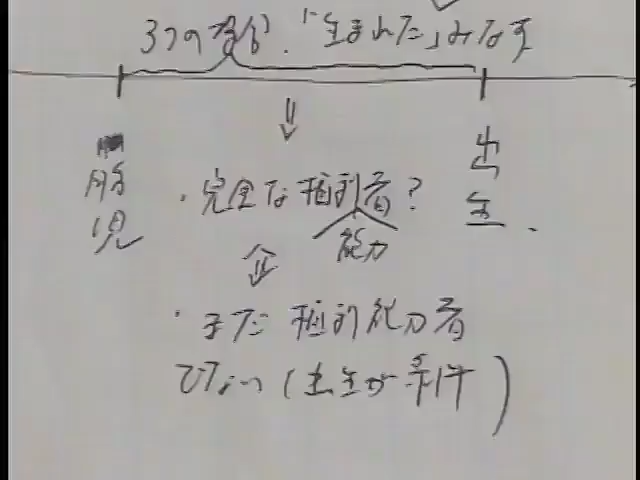 3つの場合.「生まれた」みなす
胎児
出生.
・完全な権利者?
能力
・まだ権利能力者
でない(出生が条件)